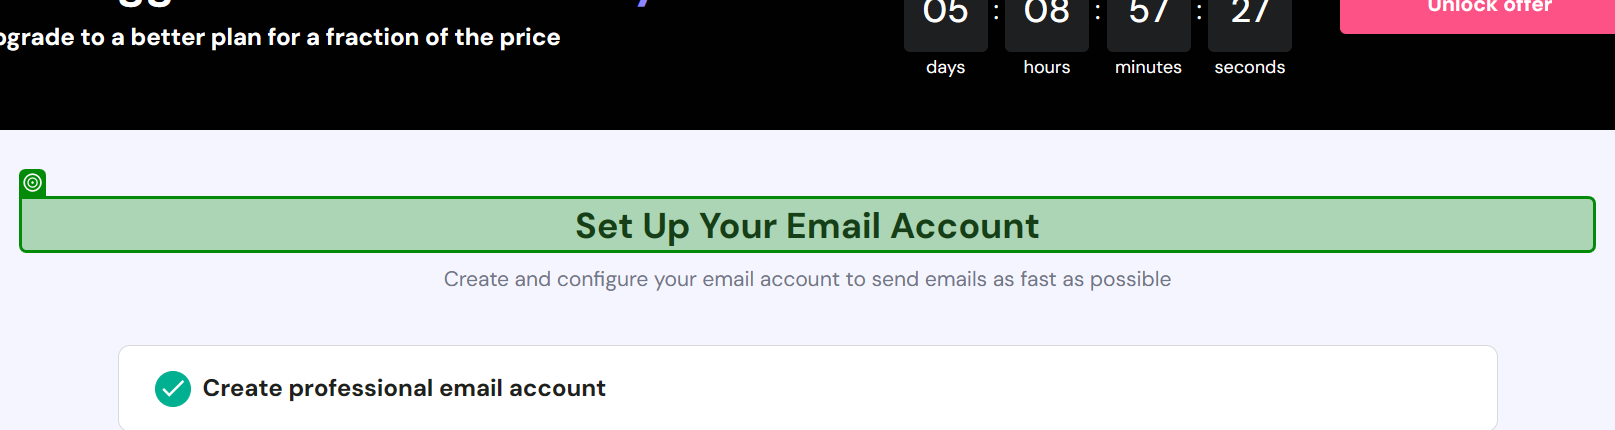 to a better plan for a fraction of the price
05 : 08 : 57 : 27
days hours minutes seconds
Unlock offer
Set Up Your Email Account
Create and configure your email account to send emails as fast as possible
Create professional email account